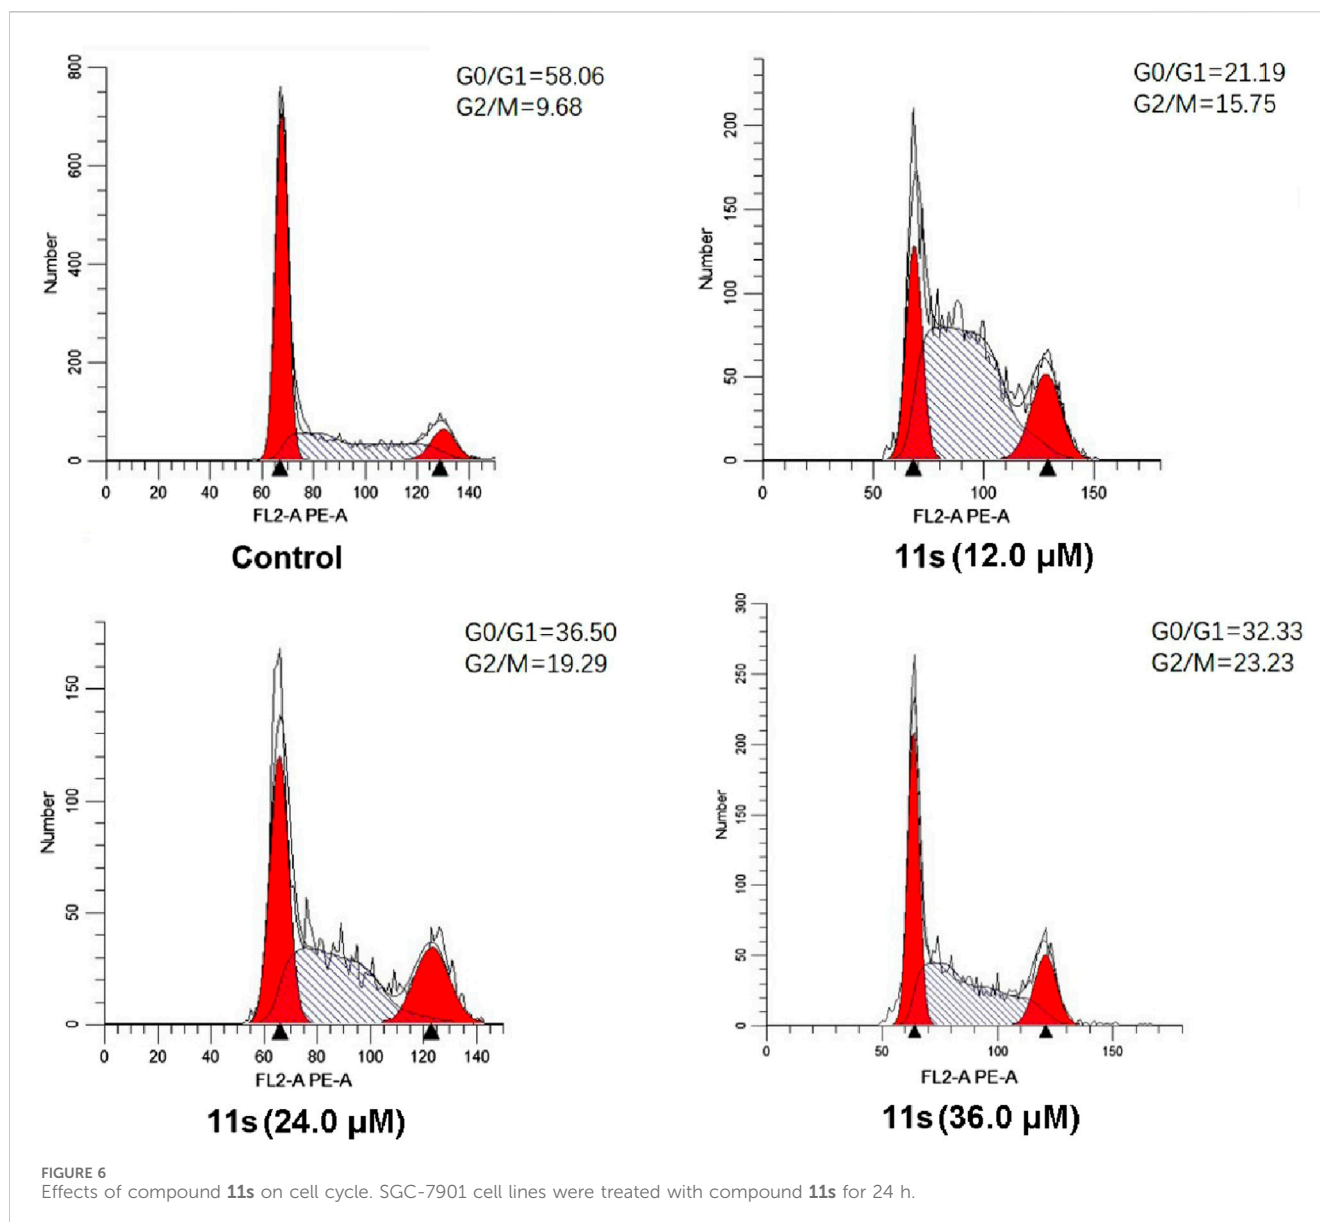 G0/G1=58.06
G2/M=9.68
800
600
400
200
0
Number
0 20 40 60 80 100 120 140
FL2-A PE-A
Control
G0/G1=21.19
G2/M=15.75
200
150
100
50
0
Number
0 50 100 150
FL2-A PE-A
11s (12.0 µM)
G0/G1=36.50
G2/M=19.29
150
100
50
0
Number
0 20 40 60 80 100 120 140
FL2-A PE-A
11s (24.0 µM)
G0/G1=32.33
G2/M=23.23
300
250
200
150
100
50
0
Number
0 50 100 150
FL2-A PE-A
11s (36.0 µM)
FIGURE 6
Effects of compound 11s on cell cycle. SGC-7901 cell lines were treated with compound 11s for 24 h.